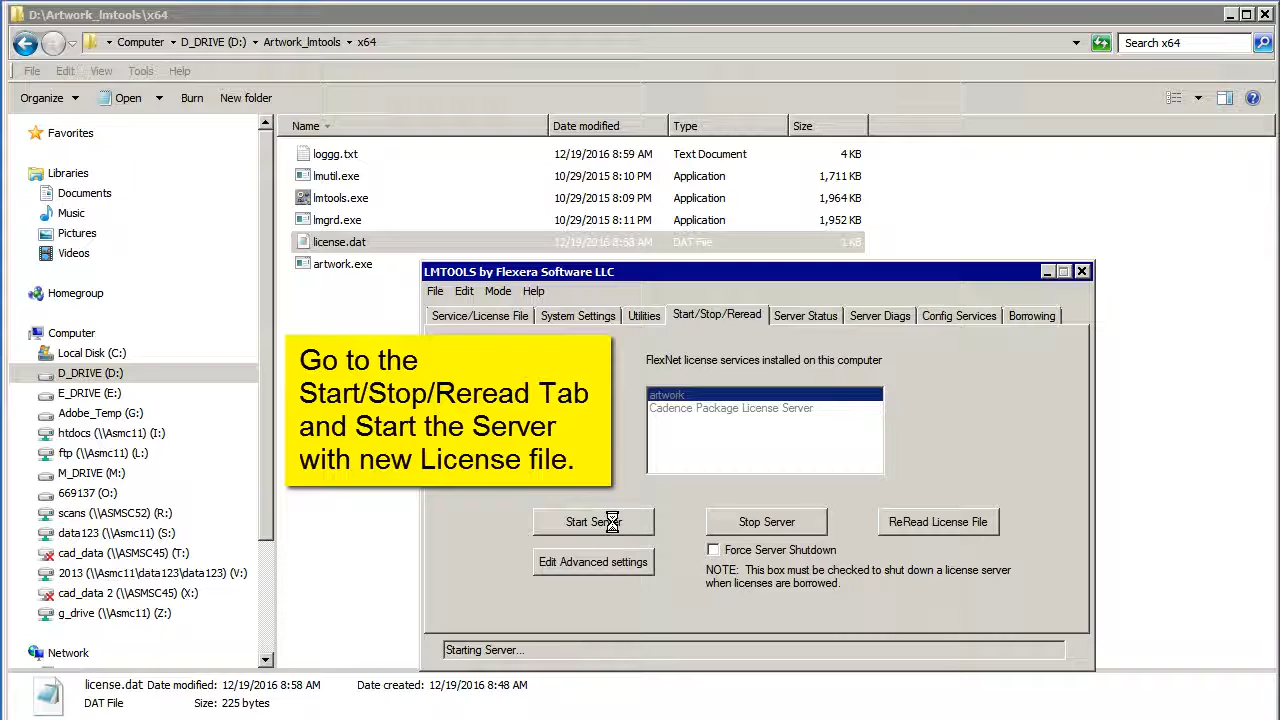 D:\Artwork_lmtools\x64
Computer D_DRIVE (D:) Artwork_lmtools x64
Search x64
File Edit View Tools Help
Organize Open Burn New folder
Name Date modified Type Size
Favorites
Libraries
Documents
Music
Pictures
Videos
Homegroup
Computer
Local Disk (C:)
D_DRIVE (D:)
E_DRIVE (E:)
Adobe_Temp (G:)
htdocs (\\Asmc11) (I:)
ftp (\\Asmc11) (L:)
M_DRIVE (M:)
669137 (O:)
scans (\\ASMSC52) (R:)
data123 (\\Asmc11) (S:)
cad_data (\\ASMSC45) (T:)
2013 (\\Asmc11\data123\data123) (V:)
cad_data 2 (\\ASMSC45) (X:)
g_drive (\\Asmc11) (Z:)
Network
loggg.txt 12/19/2016 8:59 AM Text Document 4 KB
lmutil.exe 10/29/2015 8:10 PM Application 1,711 KB
lmtools.exe 10/29/2015 8:09 PM Application 1,964 KB
lmgrd.exe 10/29/2015 8:11 PM Application 1,952 KB
license.dat 12/19/2016 8:58 AM DAT File 1 KB
artwork.exe
LMTOOLS by Flexera Software LLC
File Edit Mode Help
Service/License File System Settings Utilities Start/Stop/Reread Server Status Server Diags Config Services Borrowing
Go to the
Start/Stop/Reread Tab
and Start the Server
with new License file.
FlexNet license services installed on this computer
artwork
Cadence Package License Server
Start Server Stop Server ReRead License File
Edit Advanced settings
Force Server Shutdown
NOTE: This box must be checked to shut down a license server
when licenses are borrowed.
Starting Server...
license.dat Date modified: 12/19/2016 8:58 AM Date created: 12/19/2016 8:48 AM
DAT File Size: 225 bytes